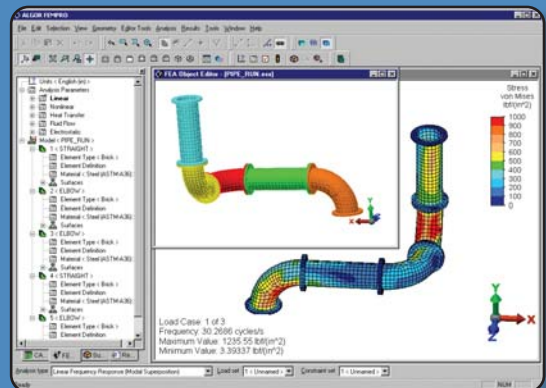 ALGOR FEMPRO
File Edit Selection View Geometry Editor Tools Analysis Results Tools Window Help
Units < English (in) >
Analysis Parameters
Linear
Nonlinear
Heat Transfer
Fluid Flow
Electrostatic
Model < PIPE_RUN >
1 < STRAIGHT >
Element Type < Brick >
Element Definition
Material < Steel (ASTM-A36)
Surfaces
2 < ELBOW >
Element Type < Brick >
Element Definition
Material < Steel (ASTM-A36)
Surfaces
3 < ELBOW >
Element Type < Brick >
Element Definition
Material < Steel (ASTM-A36)
Surfaces
4 < STRAIGHT >
Element Type < Brick >
Element Definition
Material < Steel (ASTM-A36)
Surfaces
5 < ELBOW >
Element Type < Brick >
Element Definition
Material < Steel (ASTM-A36)
FEA Object Editor - [PIPE_RUN.esx]
Z
X
Stress
von Mises
lbf/(in^2)
1000
900
800
700
600
500
400
300
200
100
0
Load Case: 1 of 3
Frequency: 30.2686 cycles/s
Maximum Value: 1235.55 lbf/(in^2)
Minimum Value: 3.39337 lbf/(in^2)
Y
Z
X
CA..
FE..
Bo..
Re..
Analysis type Linear Frequency Response (Modal Superposition) Load set 1 < Unnamed > Constraint set 1 < Unnamed >
Ready NUM